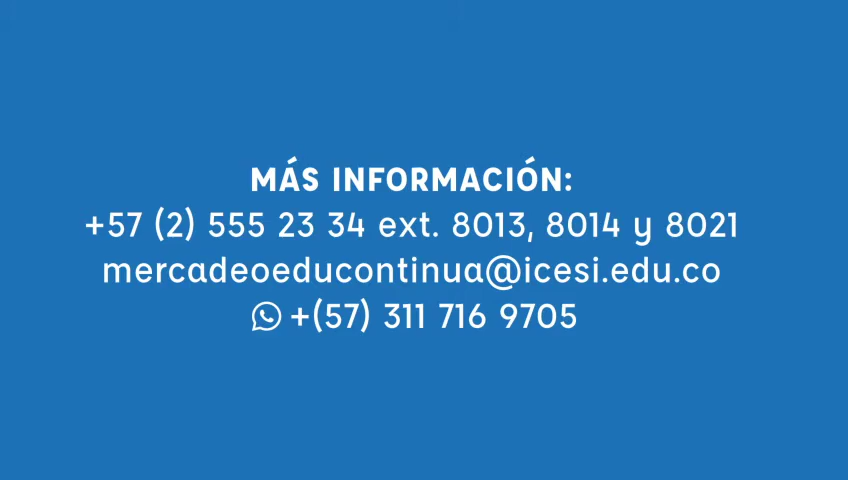 MÁS INFORMACIÓN:
+57 (2) 555 23 34 ext. 8013, 8014 y 8021
mercadeoeducontinua@icesi.edu.co
+(57) 311 716 9705